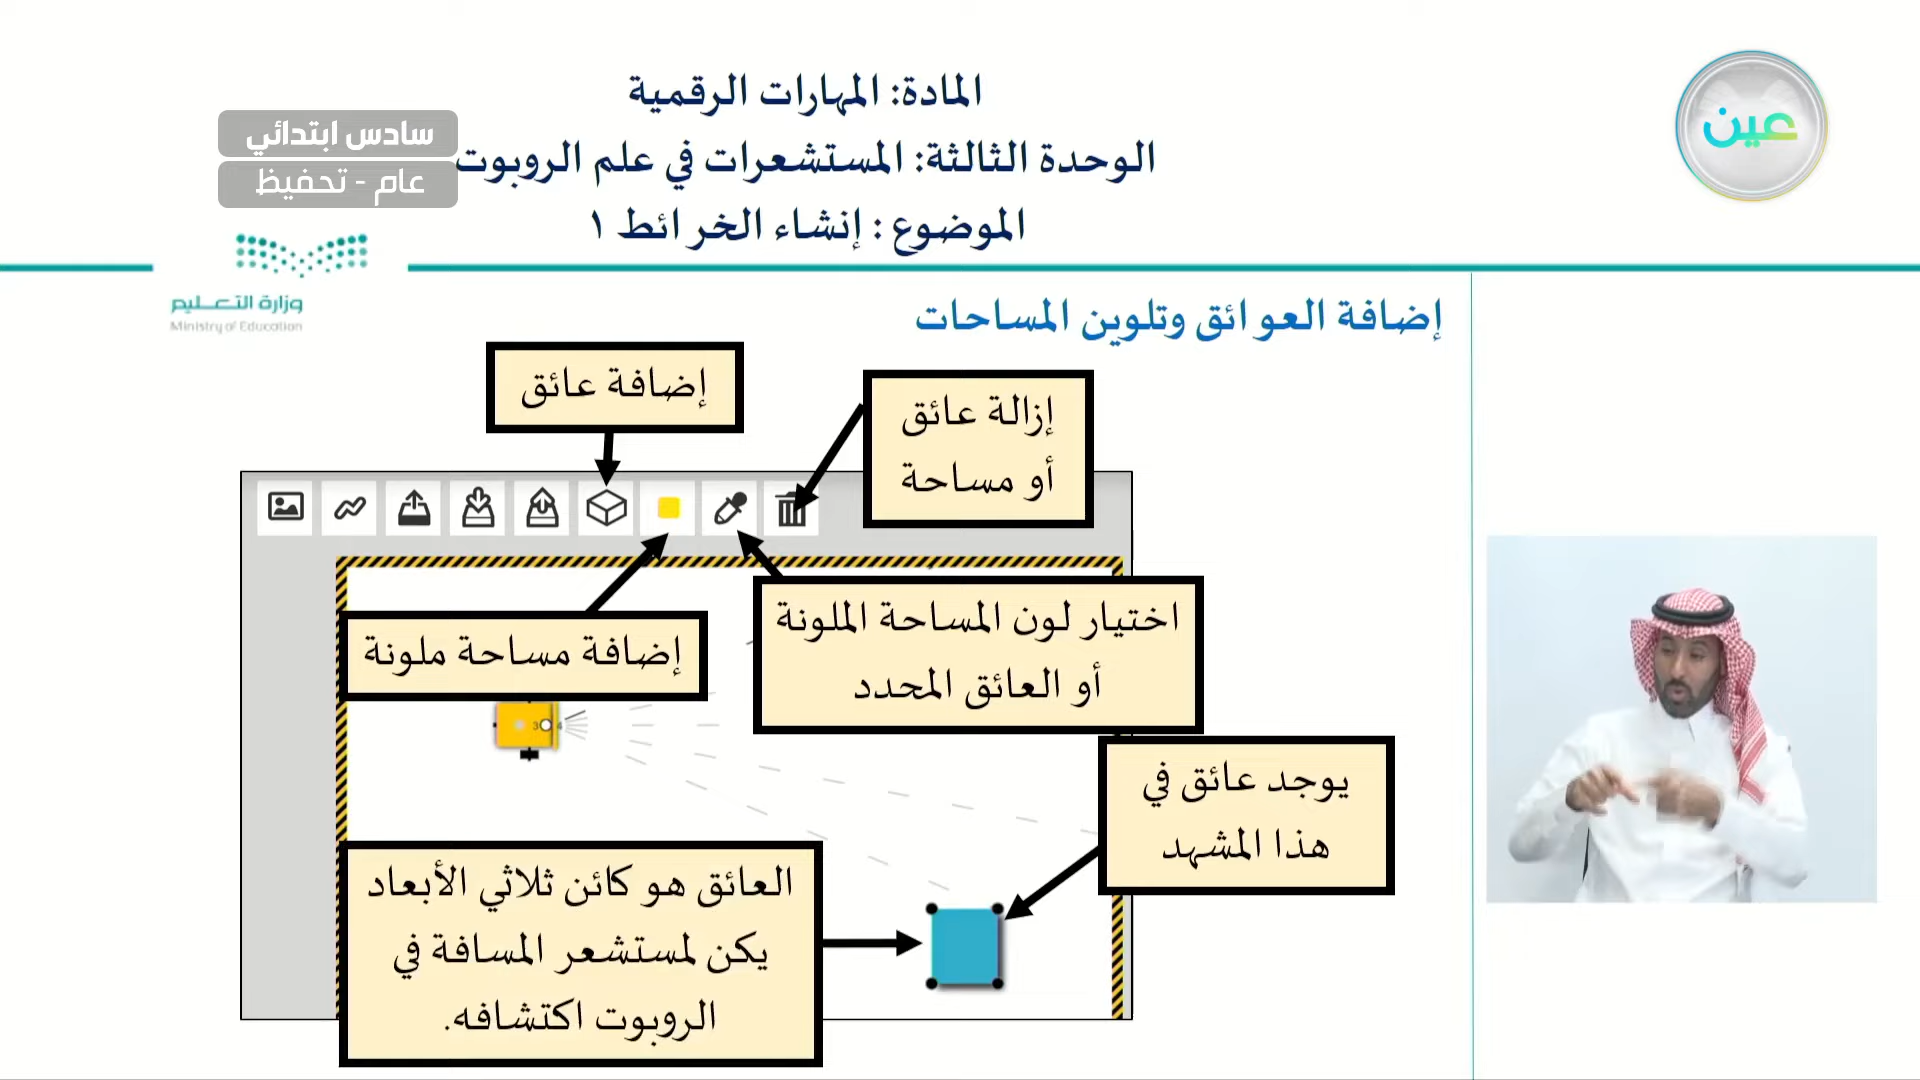 المادة: المهارات الرقمية
الوحدة الثالثة: المستشعرات في علم الروبوت
الموضوع : إنشاء الخرائط ١
عين
سادس ابتدائي
عام - تحفيظ
وزارة التعليم
Ministry of Education
إضافة العوائق وتلوين المساحات
إضافة عائق
إزالة عائق
أو مساحة
إضافة مساحة ملونة
اختيار لون المساحة الملونة
أو العائق المحدد
يوجد عائق في
هذا المشهد
العائق هو كائن ثلاثي الأبعاد
يكن لمستشعر المسافة في
الروبوت اكتشافه.